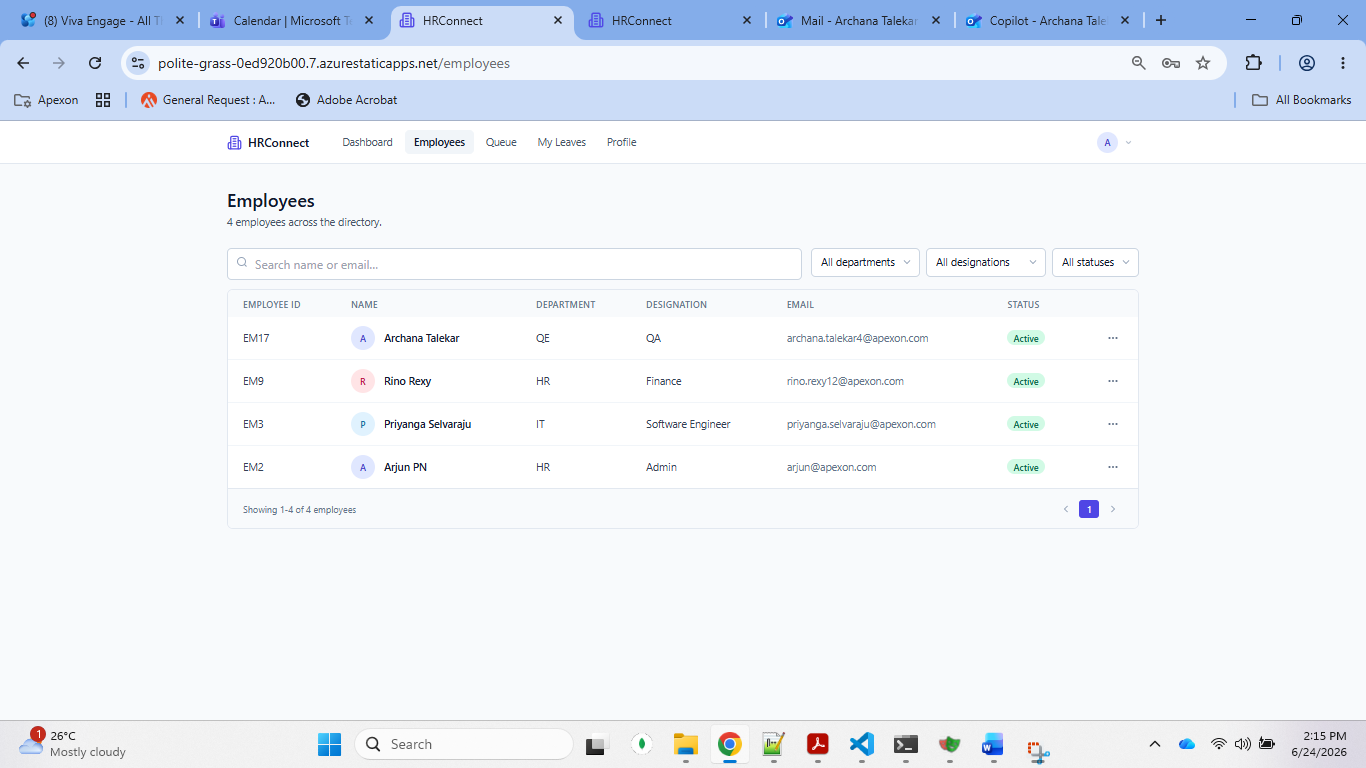 (8) Viva Engage - All T
Calendar | Microsoft Te
HRConnect
HRConnect
Mail - Archana Talekar
Copilot - Archana Tale
polite-grass-0ed920b00.7.azurestaticapps.net/employees
Apexon
General Request : A...
Adobe Acrobat
All Bookmarks
HRConnect
Dashboard
Employees
Queue
My Leaves
Profile
A
Employees
4 employees across the directory.
Search name or email...
All departments
All designations
All statuses
EMPLOYEE ID NAME DEPARTMENT DESIGNATION EMAIL STATUS
EM17 A Archana Talekar QE QA archana.talekar4@apexon.com Active
EM9 R Rino Rexy HR Finance rino.rexy12@apexon.com Active
EM3 P Priyanga Selvaraju IT Software Engineer priyanga.selvaraju@apexon.com Active
EM2 A Arjun PN HR Admin arjun@apexon.com Active
Showing 1-4 of 4 employees
1
1
26°C
Mostly cloudy
Search
2:15 PM
6/24/2026